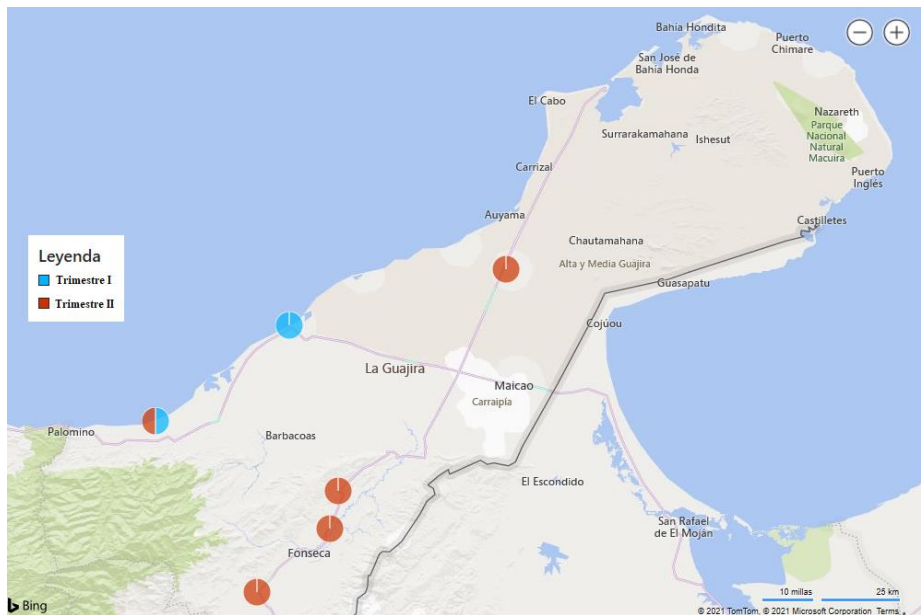 Bahía Hondita
Puerto
Chimare
San José de
Bahía Honda
El Cabo
Nazareth
Surrarakamahana
Ishesut
Parque
Nacional
Natural
Macuira
Carrizal
Puerto
Inglés
Auyama
Castilletes
Chautamahana
Leyenda
Alta y Media Guajira
Trimestre I
Guasapatu
Trimestre II
Cojúou
La Guajira
Maicao
Carraipía
Palomino
Barbacoas
El Escondido
San Rafael
de El Moján
Fonseca
10 millas
25 km
Bing
© 2021 TomTom, © 2021 Microsoft Corporation Terms